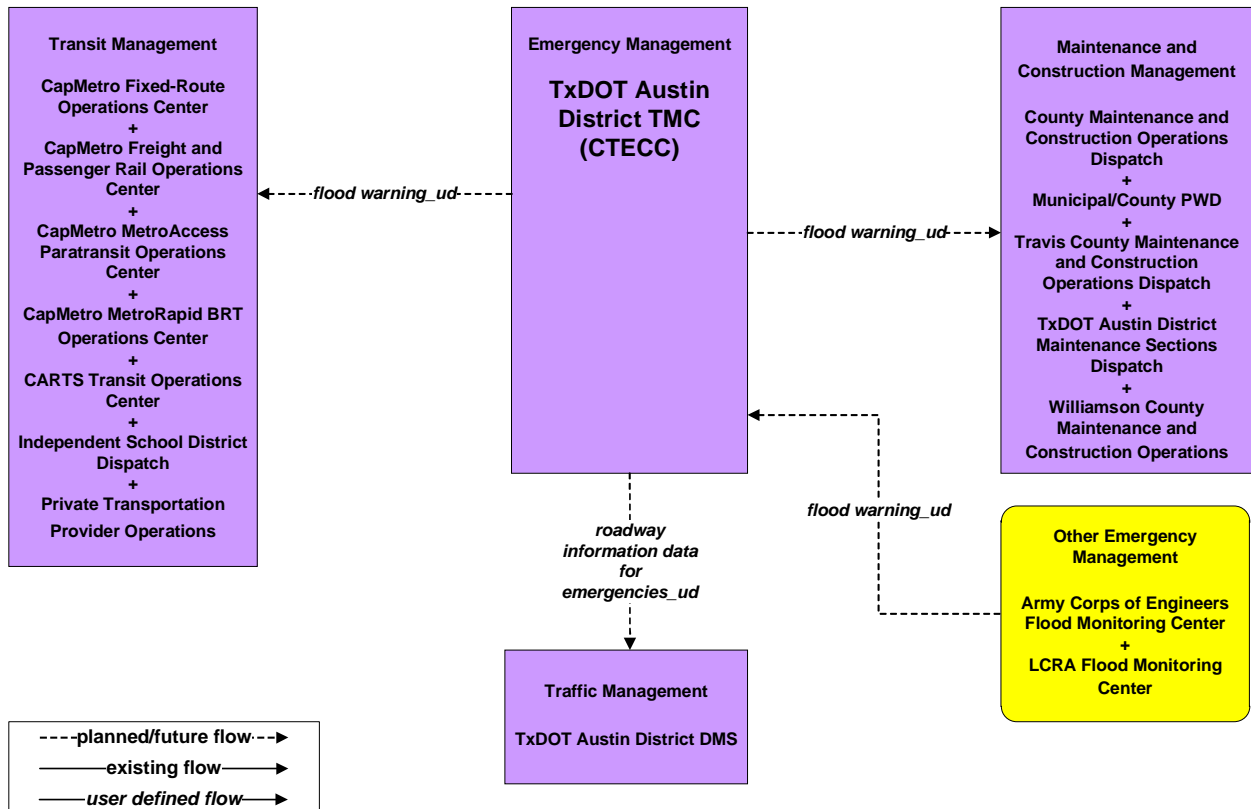 Transit Management
CapMetro Fixed-Route
Operations Center
+
CapMetro Freight and
Passenger Rail Operations
Center
+
CapMetro MetroAccess
Paratransit Operations
Center
+
CapMetro MetroRapid BRT
Operations Center
+
CARTS Transit Operations
Center
+
Independent School District
Dispatch
+
Private Transportation
Provider Operations
flood warning_ud
Emergency Management
TxDOT Austin
District TMC
(CTECC)
flood warning_ud
Maintenance and
Construction Management
County Maintenance and
Construction Operations
Dispatch
+
Municipal/County PWD
+
Travis County Maintenance
and Construction
Operations Dispatch
+
TxDOT Austin District
Maintenance Sections
Dispatch
+
Williamson County
Maintenance and
Construction Operations
flood warning_ud
Other Emergency
Management
Army Corps of Engineers
Flood Monitoring Center
+
LCRA Flood Monitoring
Center
roadway
information data
for
emergencies_ud
Traffic Management
TxDOT Austin District DMS
planned/future flow
existing flow
user defined flow